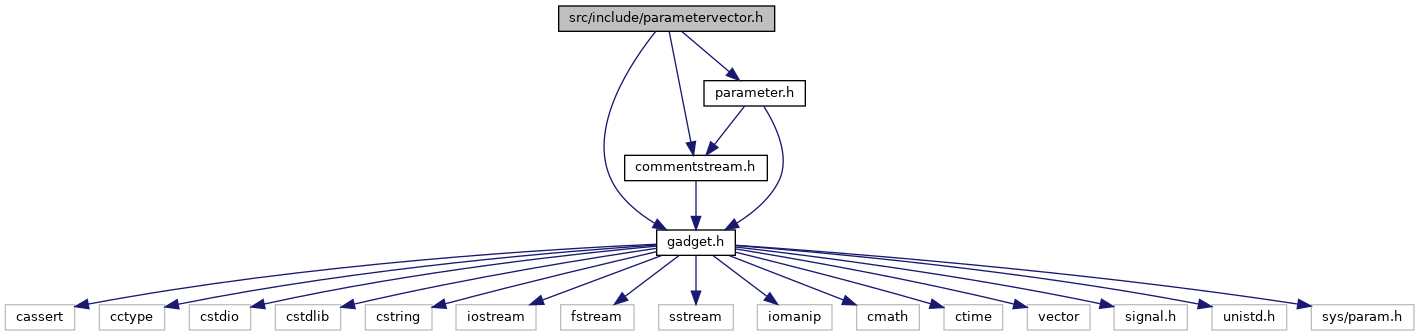 src/include/parametervector.h
parameter.h
commentstream.h
gadget.h
cassert
cctype
cstdio
cstdlib
cstring
iostream
fstream
sstream
iomanip
cmath
ctime
vector
signal.h
unistd.h
sys/param.h